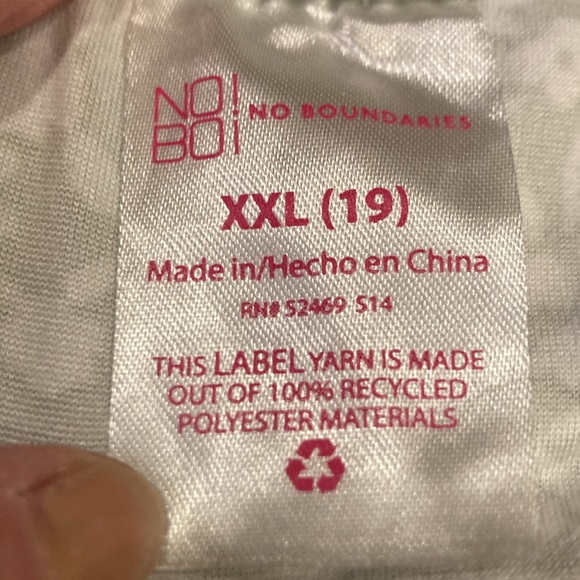 NO!
BO!
NO BOUNDARIES
XXL (19)
Made in/Hecho en China
RN# 52469 S14
THIS LABEL YARN IS MADE
OUT OF 100% RECYCLED
POLYESTER MATERIALS